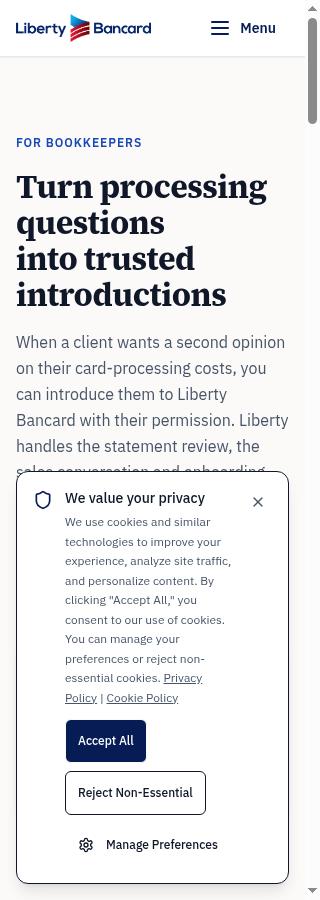 Liberty Bancard
Menu
FOR BOOKKEEPERS
Turn processing
questions
into trusted
introductions
When a client wants a second opinion
on their card-processing costs, you
can introduce them to Liberty
Bancard with their permission. Liberty
handles the statement review, the
sales conversation and onboarding
We value your privacy
We use cookies and similar
technologies to improve your
experience, analyze site traffic,
and personalize content. By
clicking "Accept All," you
consent to our use of cookies.
You can manage your
preferences or reject non-
essential cookies. Privacy
Policy | Cookie Policy
Accept All
Reject Non-Essential
Manage Preferences